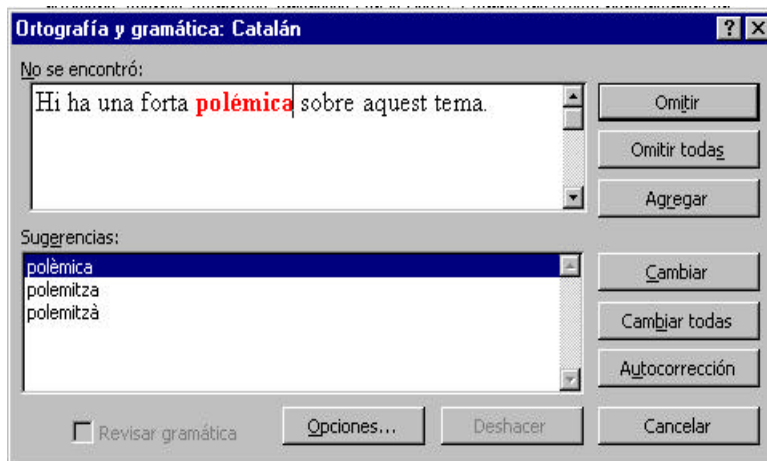 Ortografía y gramática: Catalán
No se encontró:
Hi ha una forta polémica sobre aquest tema.
Omitir
Omitir todas
Agregar
Sugerencias:
polèmica
polemitza
polemitzà
Cambiar
Cambiar todas
Autocorrección
Revisar gramática
Opciones...
Deshacer
Cancelar